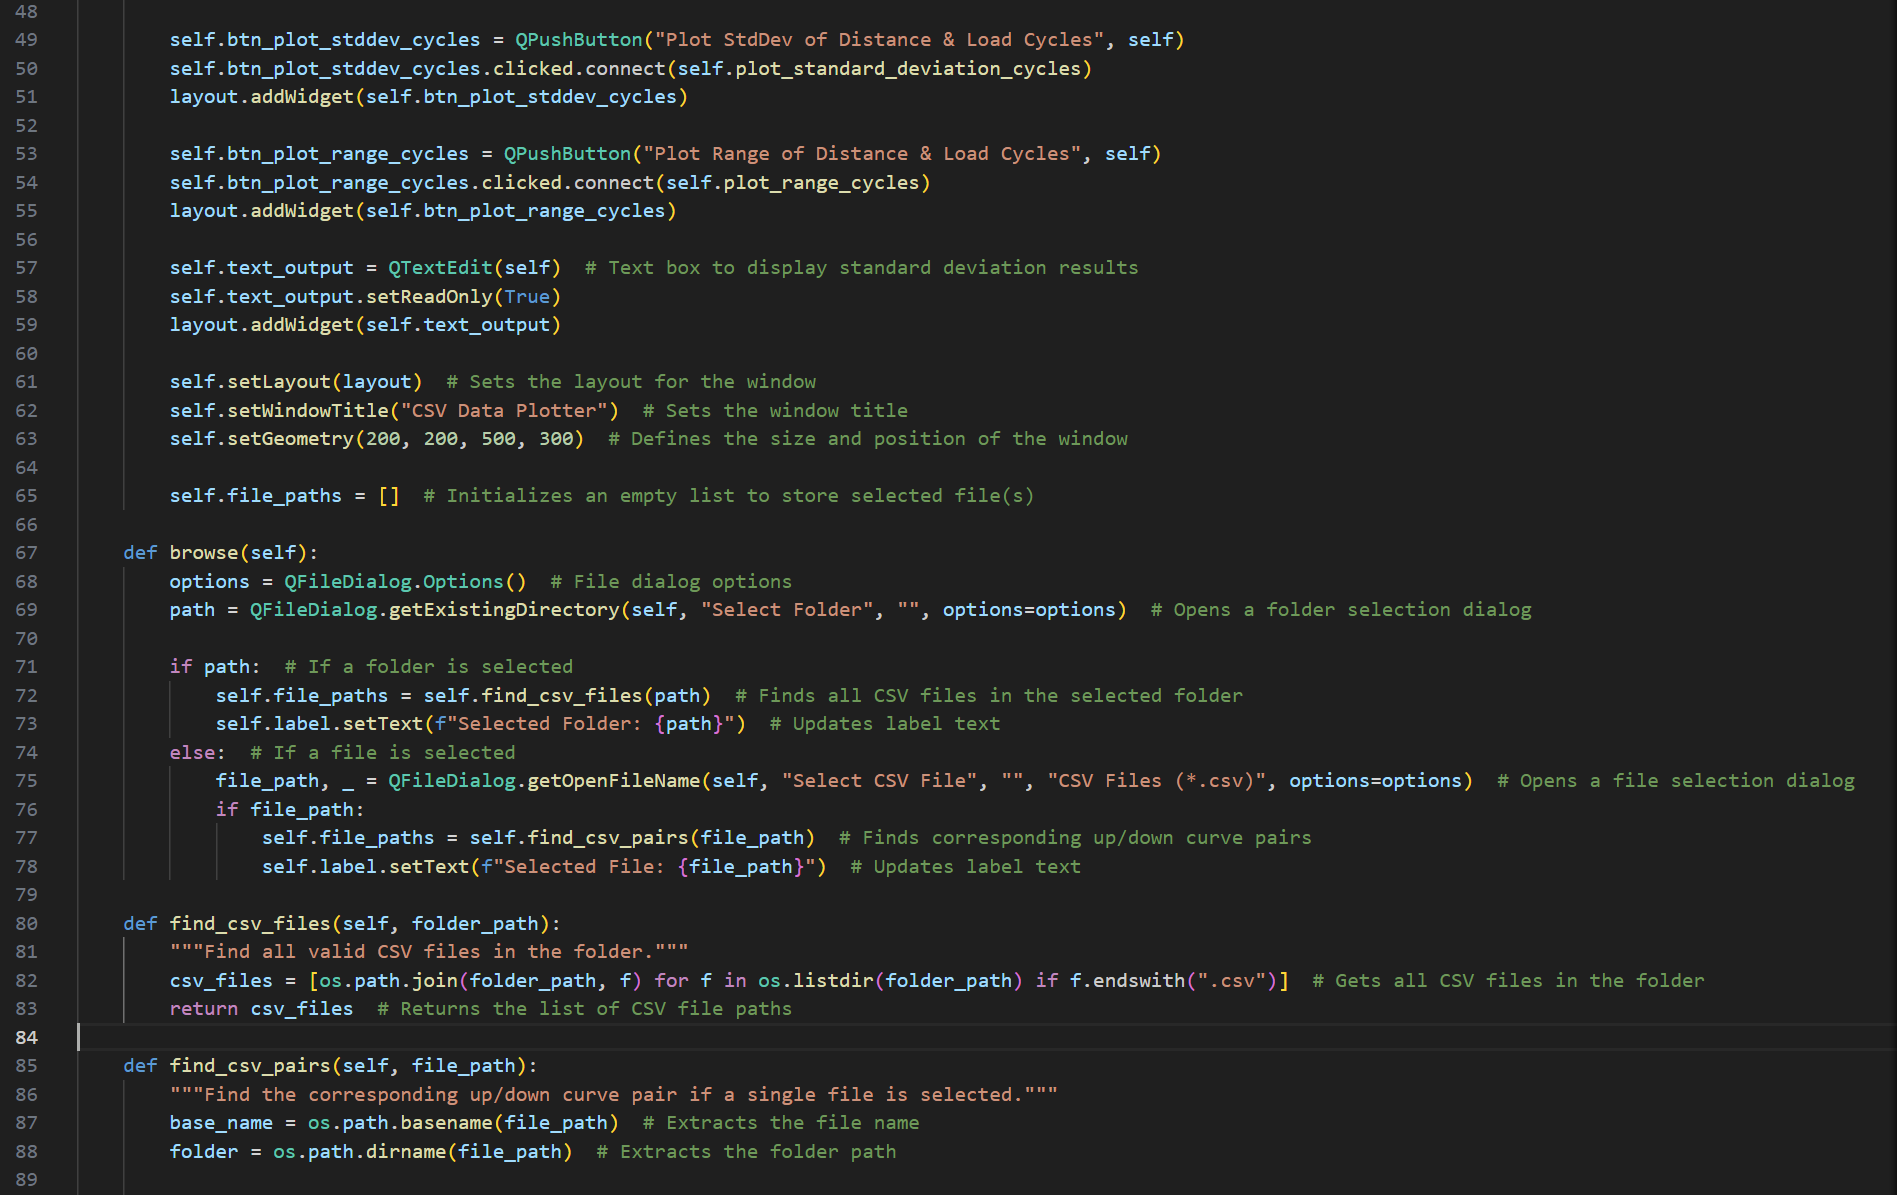 48
49 self.btn_plot_stddev_cycles = QPushButton("Plot StdDev of Distance & Load Cycles", self)
50 self.btn_plot_stddev_cycles.clicked.connect(self.plot_standard_deviation_cycles)
51 layout.addWidget(self.btn_plot_stddev_cycles)
52
53 self.btn_plot_range_cycles = QPushButton("Plot Range of Distance & Load Cycles", self)
54 self.btn_plot_range_cycles.clicked.connect(self.plot_range_cycles)
55 layout.addWidget(self.btn_plot_range_cycles)
56
57 self.text_output = QTextEdit(self)  # Text box to display standard deviation results
58 self.text_output.setReadOnly(True)
59 layout.addWidget(self.text_output)
60
61 self.setLayout(layout)  # Sets the layout for the window
62 self.setWindowTitle("CSV Data Plotter")  # Sets the window title
63 self.setGeometry(200, 200, 500, 300)  # Defines the size and position of the window
64
65 self.file_paths = []  # Initializes an empty list to store selected file(s)
66
67 def browse(self):
68 options = QFileDialog.Options()  # File dialog options
69 path = QFileDialog.getExistingDirectory(self, "Select Folder", "", options=options)  # Opens a folder selection dialog
70
71 if path:  # If a folder is selected
72 self.file_paths = self.find_csv_files(path)  # Finds all CSV files in the selected folder
73 self.label.setText(f"Selected Folder: {path}")  # Updates label text
74 else:  # If a file is selected
75 file_path, _ = QFileDialog.getOpenFileName(self, "Select CSV File", "", "CSV Files (*.csv)", options=options)  # Opens a file selection dialog
76 if file_path:
77 self.file_paths = self.find_csv_pairs(file_path)  # Finds corresponding up/down curve pairs
78 self.label.setText(f"Selected File: {file_path}")  # Updates label text
79
80 def find_csv_files(self, folder_path):
81 """Find all valid CSV files in the folder."""
82 csv_files = [os.path.join(folder_path, f) for f in os.listdir(folder_path) if f.endswith(".csv")]  # Gets all CSV files in the folder
83 return csv_files  # Returns the list of CSV file paths
84
85 def find_csv_pairs(self, file_path):
86 """Find the corresponding up/down curve pair if a single file is selected."""
87 base_name = os.path.basename(file_path)  # Extracts the file name
88 folder = os.path.dirname(file_path)  # Extracts the folder path
89